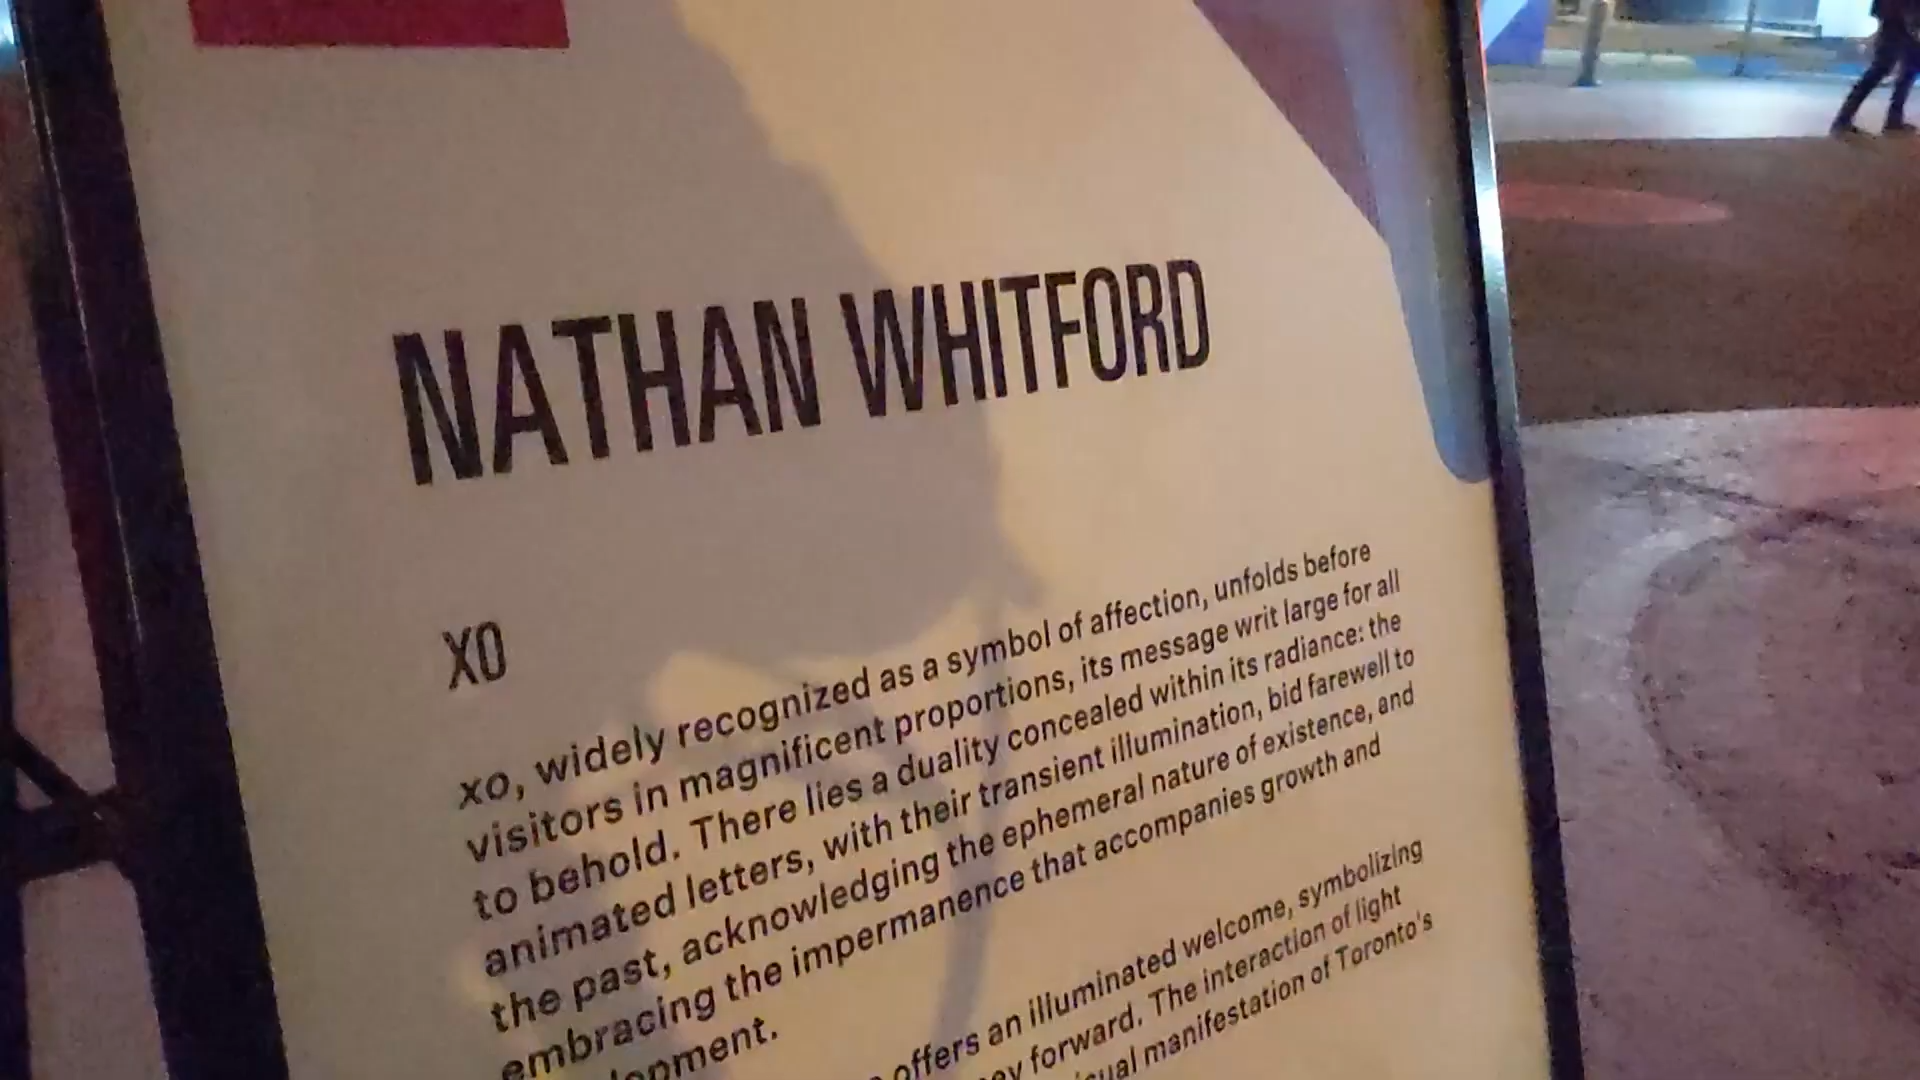 NATHAN WHITFORD
XO
xo, widely recognized as a symbol of affection, unfolds before
visitors in magnificent proportions, its message writ large for all
to behold. There lies a duality concealed within its radiance: the
animated letters, with their transient illumination, bid farewell to
the past, acknowledging the ephemeral nature of existence, and
embracing the impermanence that accompanies growth and
offers an illuminated welcome, symbolizing
forward. The interaction of light
manifestation of Toronto's